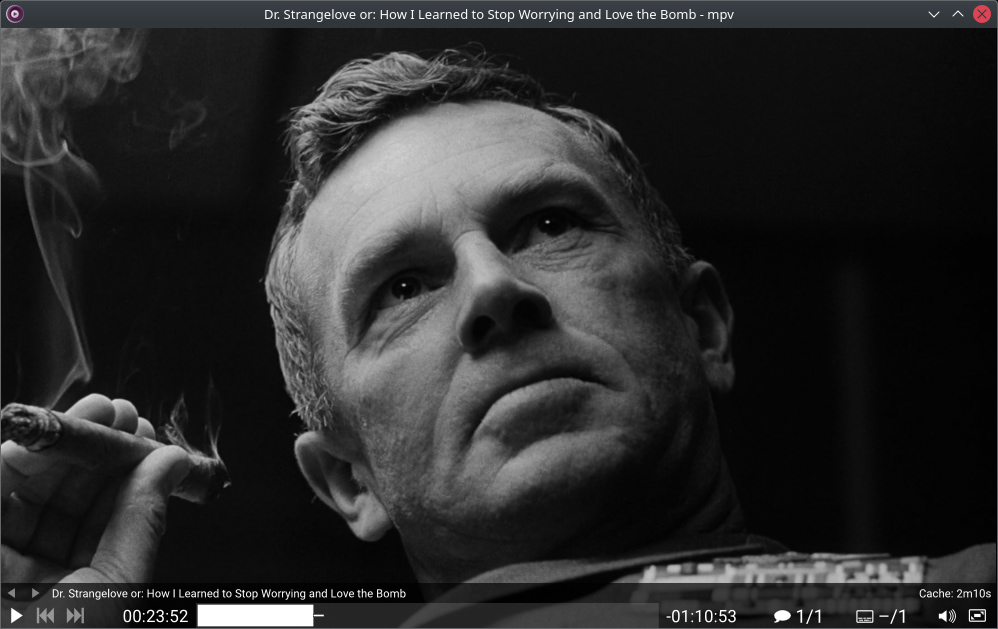 Dr. Strangelove or: How I Learned to Stop Worrying and Love the Bomb - mpv
Dr. Strangelove or: How I Learned to Stop Worrying and Love the Bomb
Cache: 2m10s
00:23:52
-01:10:53
1/1
–/1